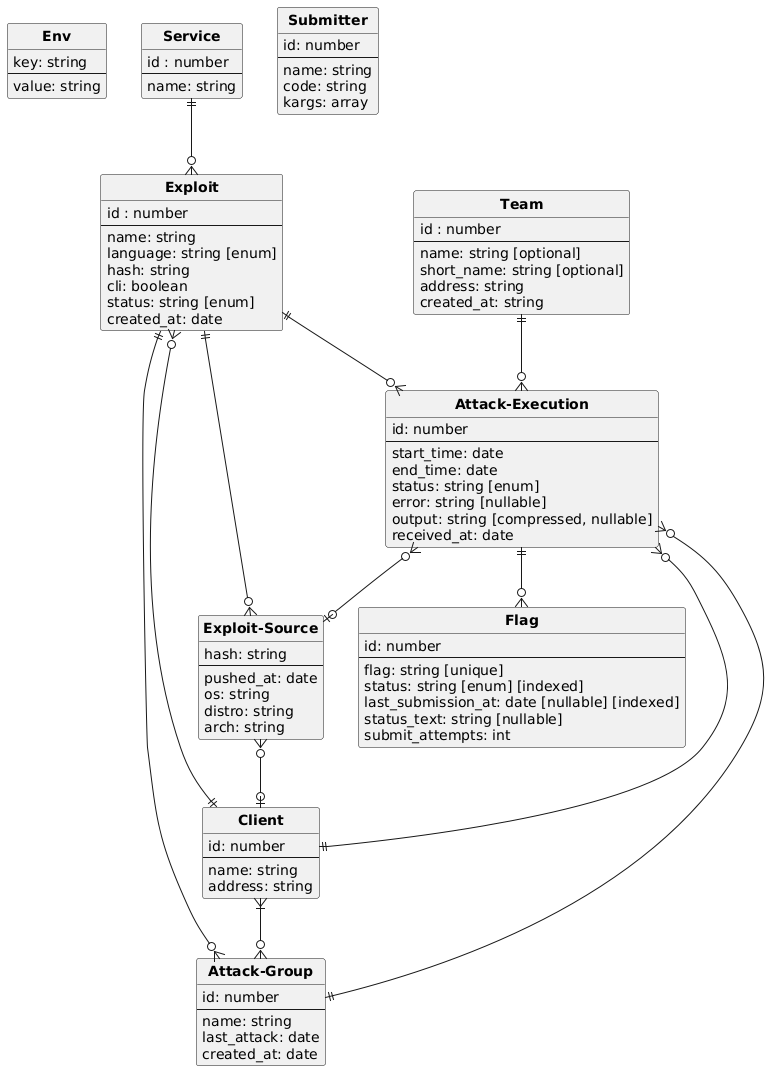 Env
key: string
value: string
Service
id : number
name: string
Submitter
id: number
name: string
code: string
kargs: array
Exploit
id : number
name: string
language: string [enum]
hash: string
cli: boolean
status: string [enum]
created_at: date
Team
id : number
name: string [optional]
short_name: string [optional]
address: string
created_at: string
Attack-Execution
id: number
start_time: date
end_time: date
status: string [enum]
error: string [nullable]
output: string [compressed, nullable]
received_at: date
Exploit-Source
hash: string
pushed_at: date
os: string
distro: string
arch: string
Flag
id: number
flag: string [unique]
status: string [enum] [indexed]
last_submission_at: date [nullable] [indexed]
status_text: string [nullable]
submit_attempts: int
Client
id: number
name: string
address: string
Attack-Group
id: number
name: string
last_attack: date
created_at: date